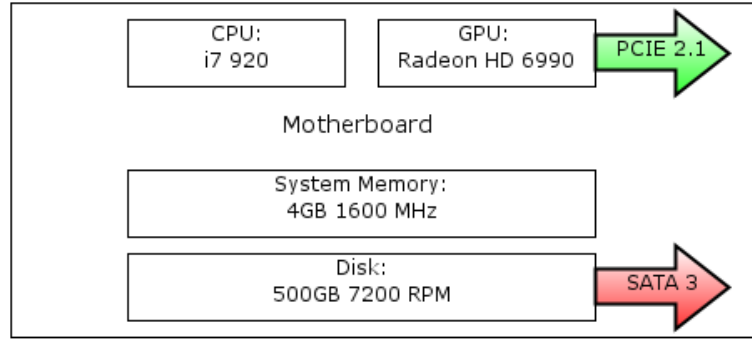 CPU:
i7 920
GPU:
Radeon HD 6990
PCIE 2.1
Motherboard
System Memory:
4GB 1600 MHz
Disk:
500GB 7200 RPM
SATA 3